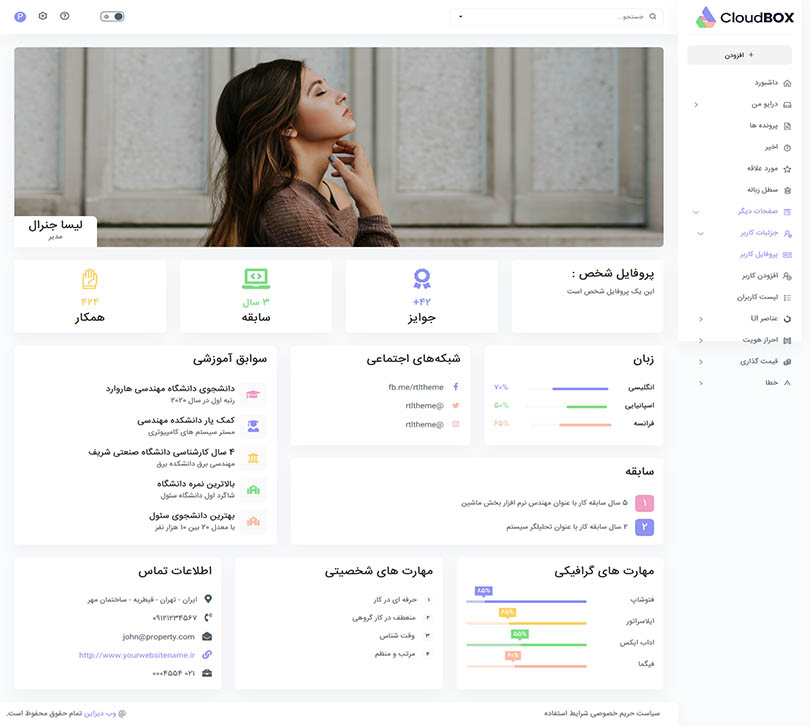 CloudBOX
جستجو...
P
+ افزودن
داشبورد
درایو من
پرونده ها
اخیر
مورد علاقه
سطل زباله
صفحات دیگر
جزئیات کاربر
پروفایل کاربر
افزودن کاربر
لیست کاربران
عناصر UI
احراز هویت
قیمت گذاری
خطا
لیسا جنرال
مدیر
پروفایل شخص :
این یک پروفایل شخص است
+۴۲
جوایز
۳ سال
سابقه
۴۲۴
همکار
زبان
انگلیسی ۷۰%
اسپانیایی ۵۰%
فرانسه ۶۵%
شبکه‌های اجتماعی
fb.me/rtltheme
@rtltheme
@rtltheme
سوابق آموزشی
دانشجوی دانشگاه مهندسی هاروارد
رتبه اول در سال ۲۰۲۰
کمک یار دانشکده مهندسی
مستر سیستم های کامپیوتری
۴ سال کارشناسی دانشگاه صنعتی شریف
مهندسی برق دانشکده برق
بالاترین نمره دانشگاه
شاگرد اول دانشگاه سئول
بهترین دانشجوی سئول
با معدل ۲۰ بین ۱۰ هزار نفر
سابقه
۱ ۵ سال سابقه کار با عنوان مهندس نرم افزار بخش ماشین
۲ ۲ سال سابقه کار با عنوان تحلیلگر سیستم
مهارت های گرافیکی
فتوشاپ ۸۵%
ایلاسراتور ۶۵%
اداب ایکس ۵۵%
فیگما ۶۰%
مهارت های شخصیتی
۱ حرفه ای در کار
۲ منعطف در کار گروهی
۳ وقت شناس
۴ مرتب و منظم
اطلاعات تماس
ایران - تهران - قیطریه - ساختمان مهر
۰۹۱۲۱۲۳۴۵۶۷
john@property.com
http://www.yourwebsitename.ir
۰۲۱ ۰۰۰۴۵۵۴
سیاست حریم خصوصی شرایط استفاده
@ وب دیزاین تمام حقوق محفوظ است.